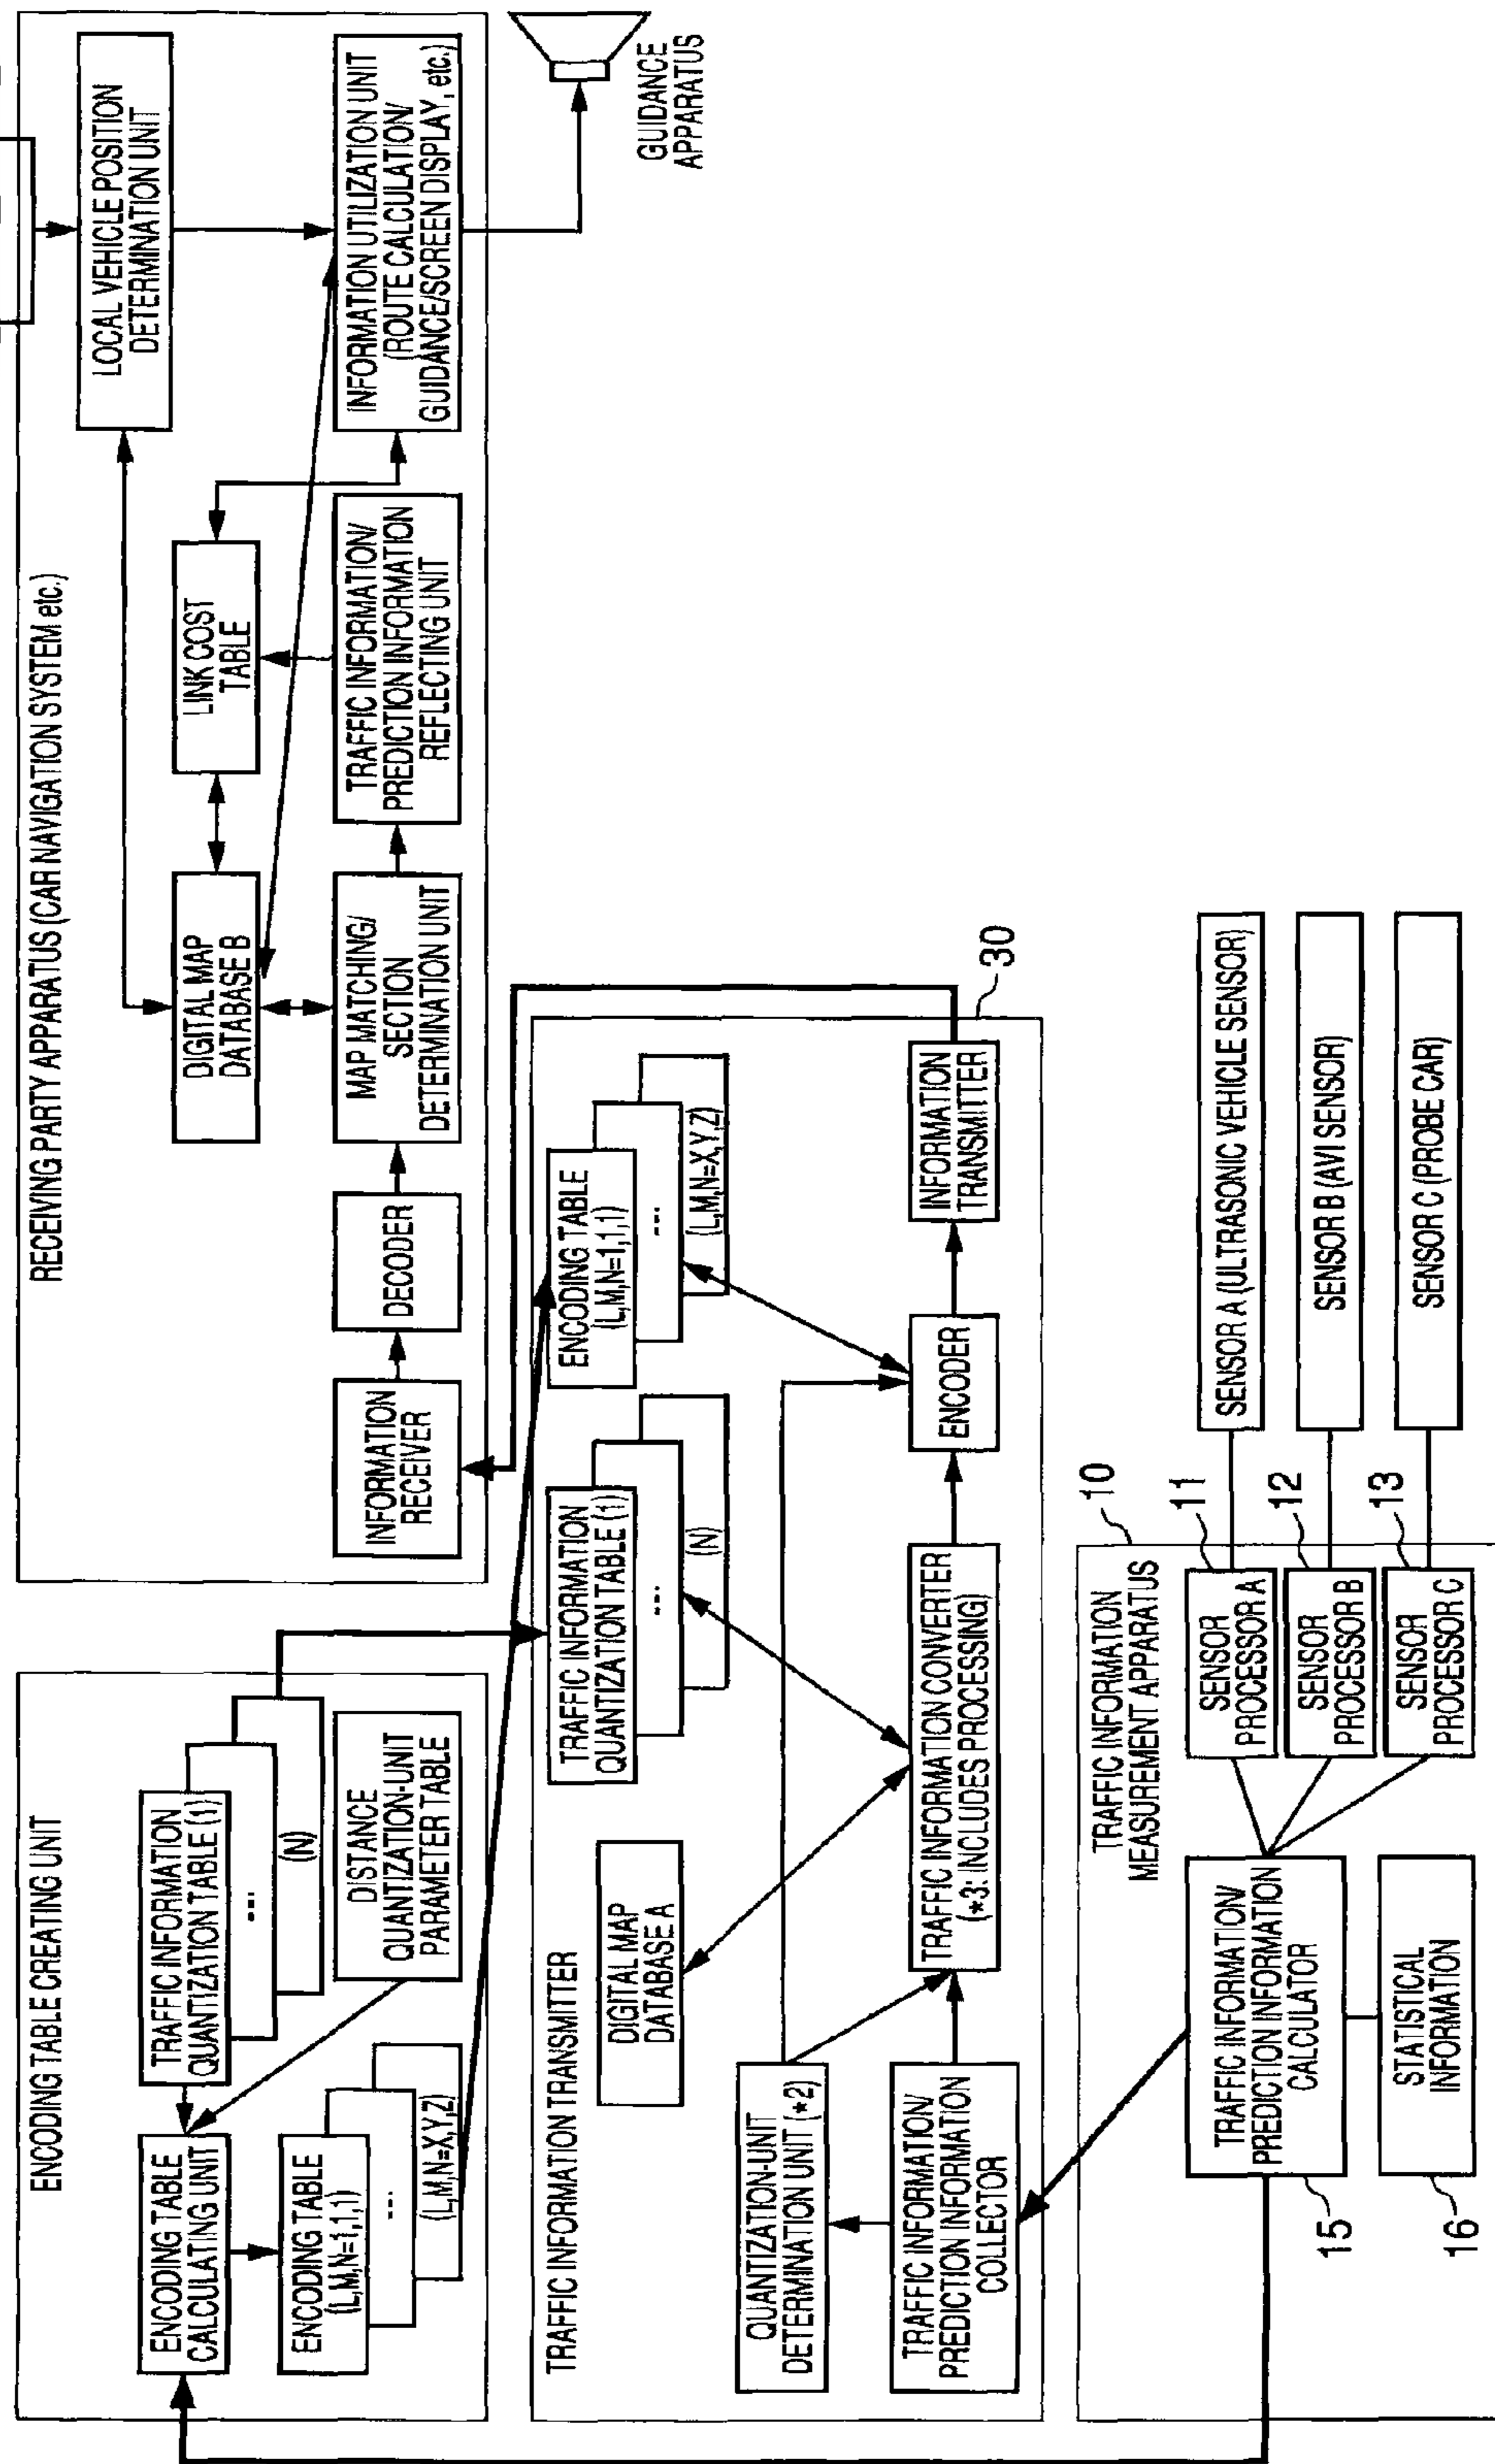 ENCODING TABLE CREATING UNIT
ENCODING TABLE
CALCULATING UNIT
TRAFFIC INFORMATION
QUANTIZATION TABLE (1)
...
(N)
ENCODING TABLE
(L,M,N=1,1,1)
...
(L,M,N=X,Y,Z)
DISTANCE
QUANTIZATION-UNIT
PARAMETER TABLE
RECEIVING PARTY APPARATUS (CAR NAVIGATION SYSTEM etc.)
LOCAL VEHICLE POSITION
DETERMINATION UNIT
DIGITAL MAP
DATABASE B
LINK COST
TABLE
INFORMATION
RECEIVER
DECODER
MAP MATCHING/
SECTION
DETERMINATION UNIT
TRAFFIC INFORMATION/
PREDICTION INFORMATION
REFLECTING UNIT
INFORMATION UTILIZATION UNIT
(ROUTE CALCULATION/
GUIDANCE/SCREEN DISPLAY, etc.)
GUIDANCE
APPARATUS
TRAFFIC INFORMATION TRANSMITTER
TRAFFIC INFORMATION
QUANTIZATION TABLE (1)
...
(N)
ENCODING TABLE
(L,M,N=1,1,1)
...
(L,M,N=X,Y,Z)
DIGITAL MAP
DATABASE A
QUANTIZATION-UNIT
DETERMINATION UNIT (*2)
TRAFFIC INFORMATION/
PREDICTION INFORMATION
COLLECTOR
TRAFFIC INFORMATION CONVERTER
(*3: INCLUDES PROCESSING)
ENCODER
INFORMATION
TRANSMITTER
30
TRAFFIC INFORMATION
MEASUREMENT APPARATUS
10
TRAFFIC INFORMATION/
PREDICTION INFORMATION
CALCULATOR
15
STATISTICAL
INFORMATION
16
SENSOR
PROCESSOR A
11
SENSOR A (ULTRASONIC VEHICLE SENSOR)
SENSOR
PROCESSOR B
12
SENSOR B (AVI SENSOR)
SENSOR
PROCESSOR C
13
SENSOR C (PROBE CAR)